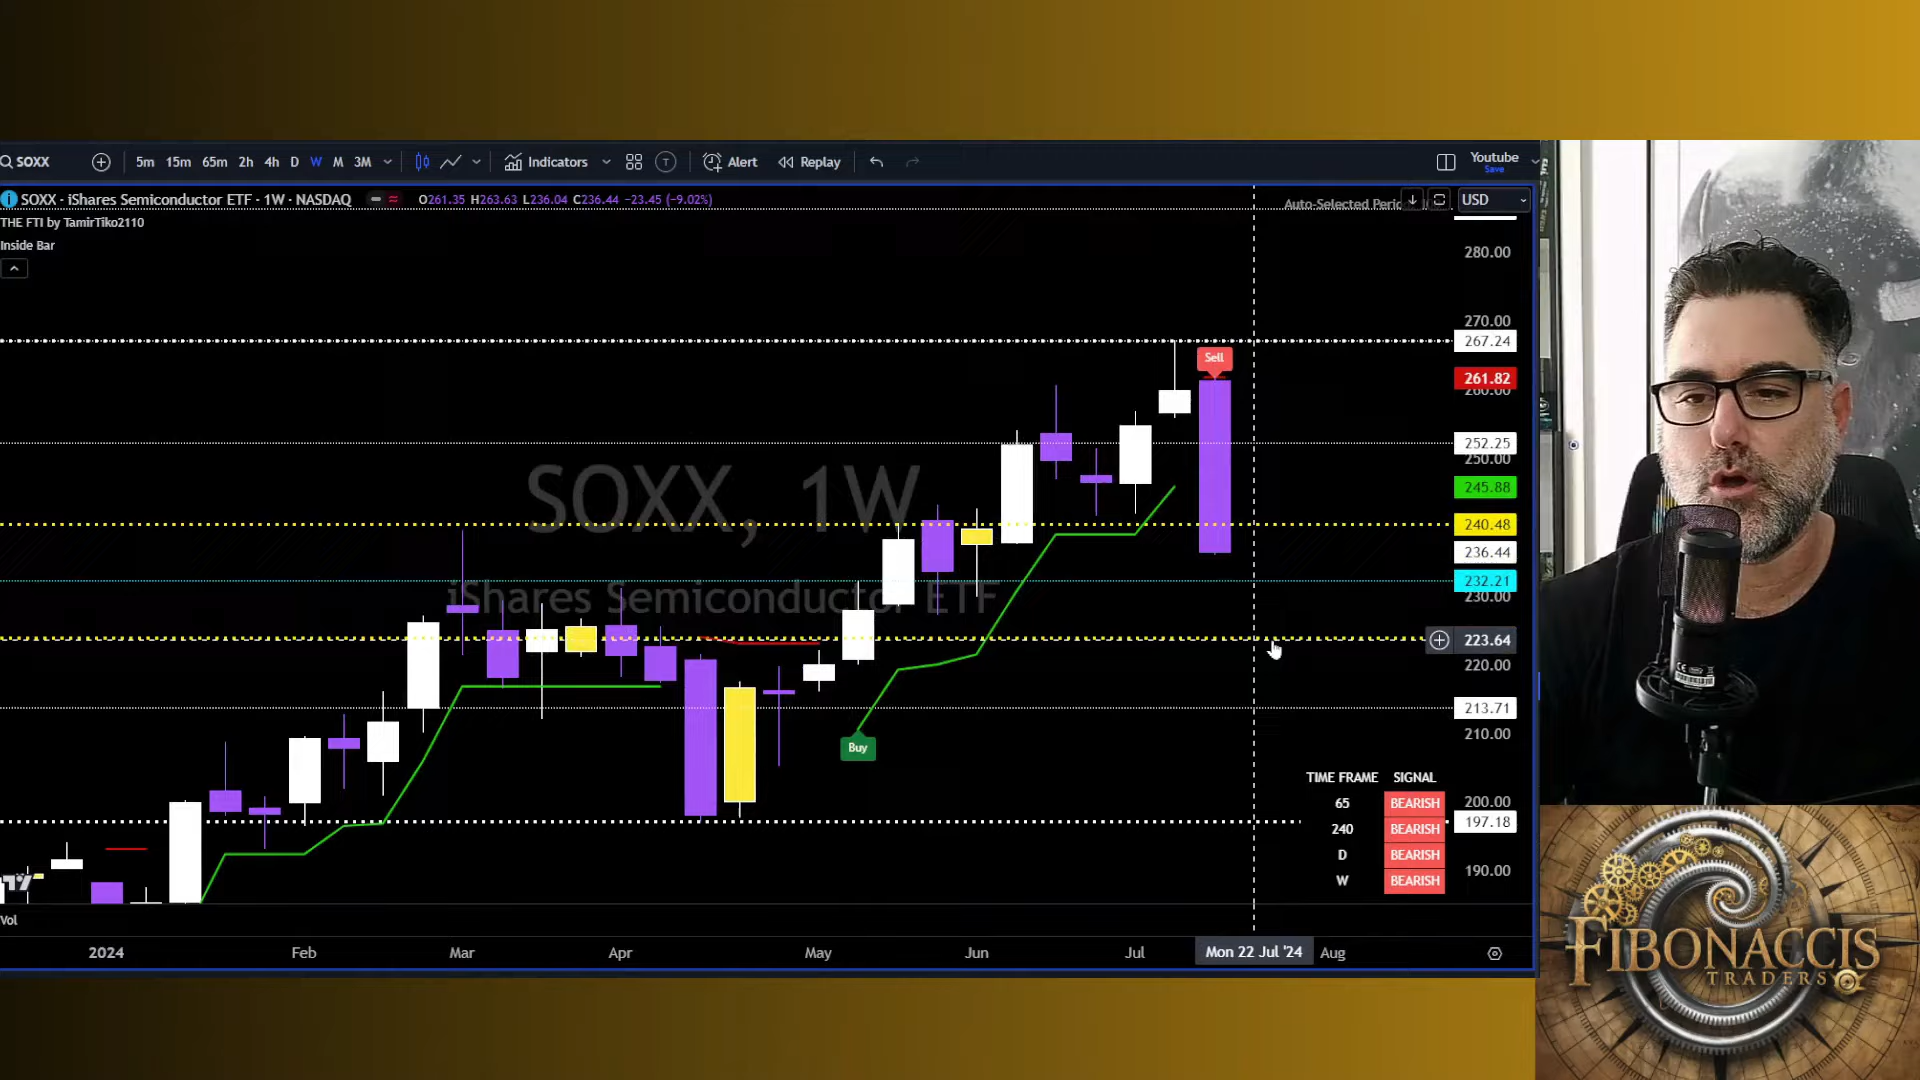 SOXX
5m 15m 65m 2h 4h D W M 3M
Indicators
Alert
Replay
Youtube
Save
SOXX · iShares Semiconductor ETF · 1W · NASDAQ
O261.35 H263.63 L236.04 C236.44 −23.45 (−9.02%)
Auto-Selected
USD
THE FTI by TamirTiko2110
Inside Bar
280.00
270.00
267.24
Sell
261.82
260.00
252.25
250.00
245.88
SOXX, 1W
240.48
236.44
232.21
iShares Semiconductor ETF
230.00
223.64
220.00
213.71
210.00
Buy
TIME FRAME SIGNAL
65 BEARISH
240 BEARISH
D BEARISH
W BEARISH
200.00
197.18
190.00
Vol
2024 Feb Mar Apr May Jun Jul Mon 22 Jul '24 Aug
FIBONACCIS
TRADERS